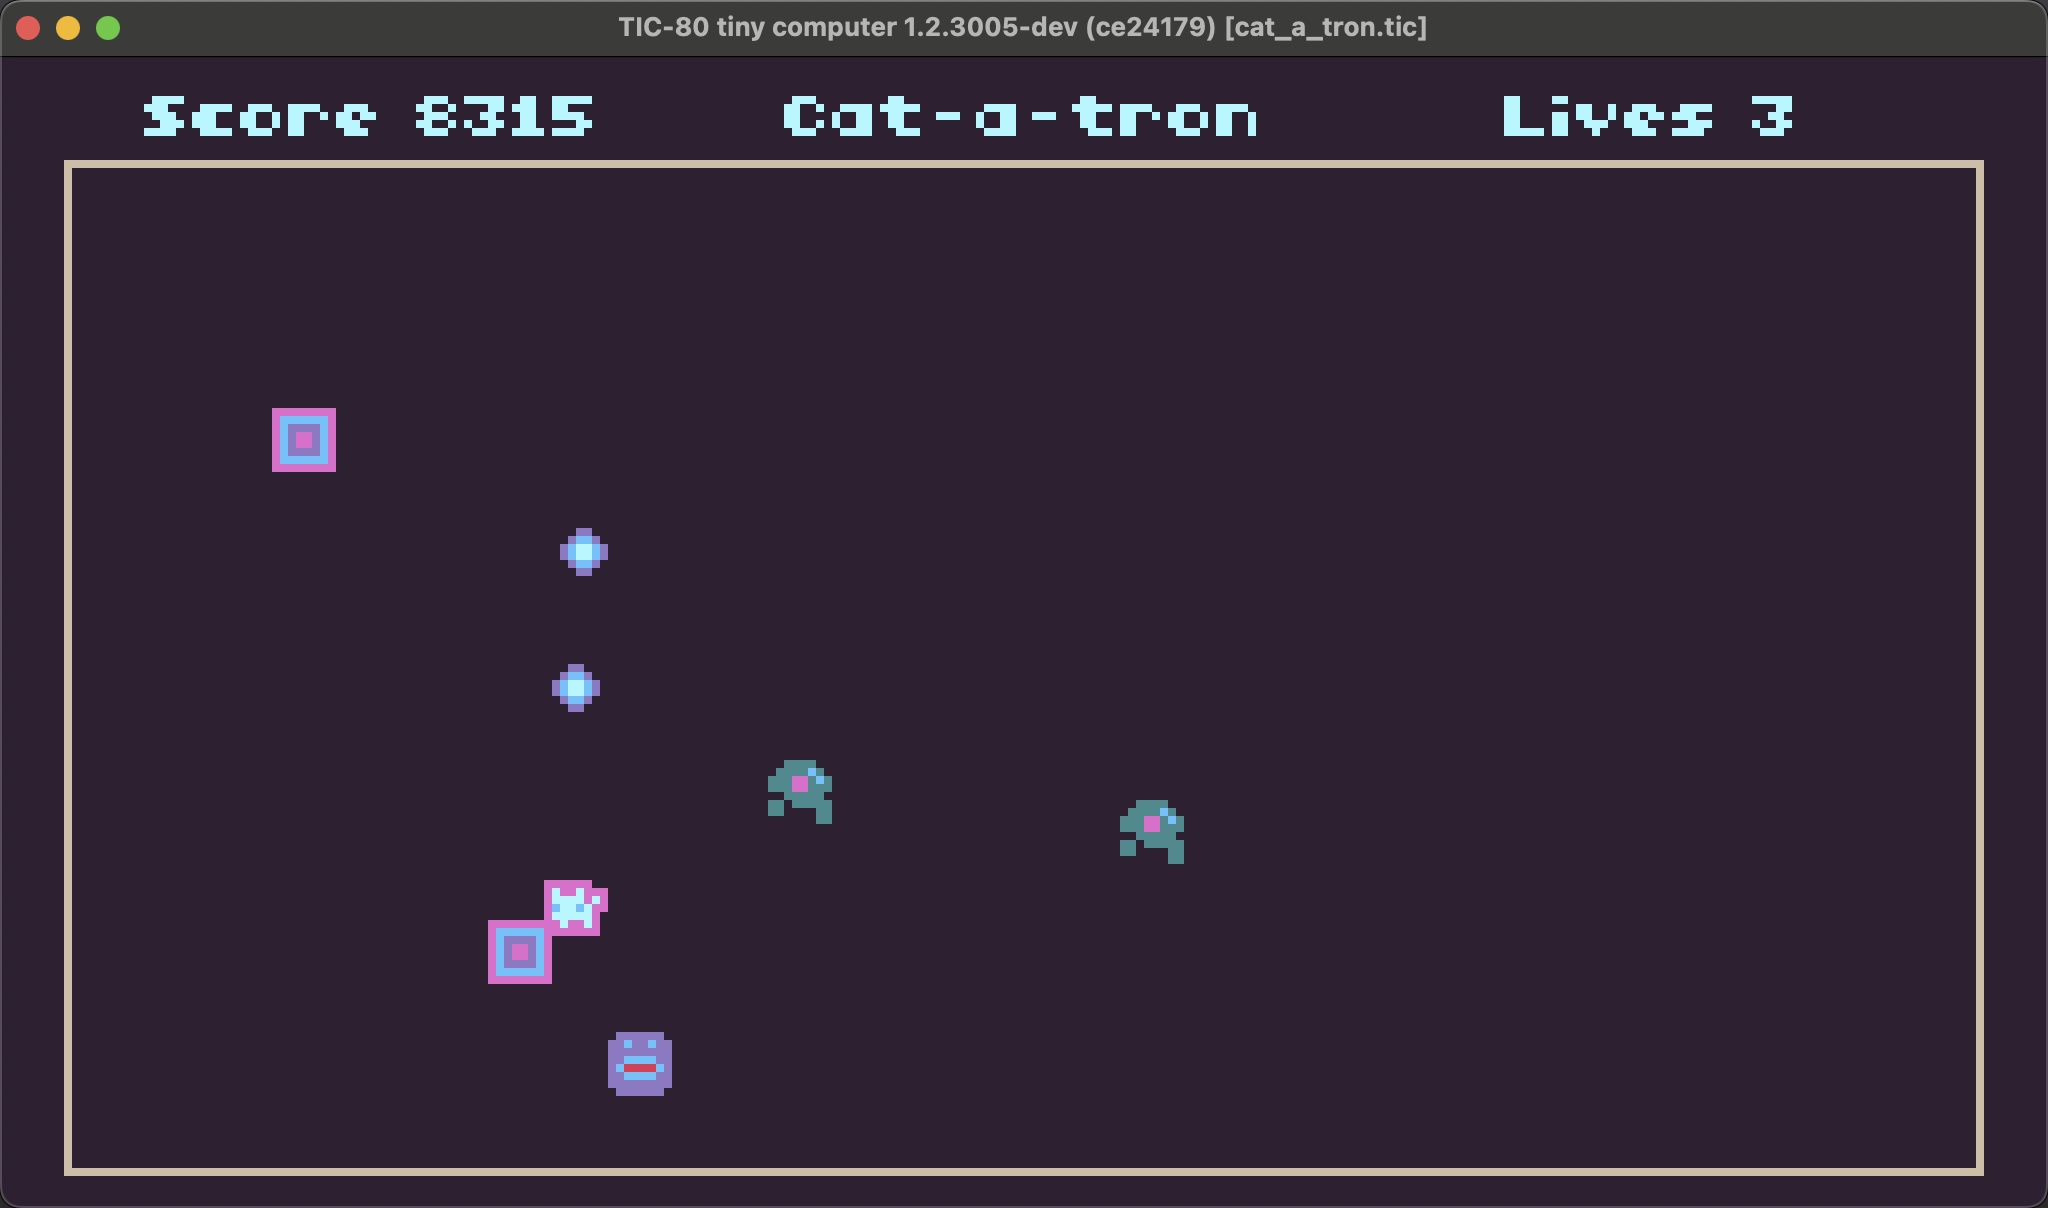 TIC-80 tiny computer 1.2.3005-dev (ce24179) [cat_a_tron.tic]
Score 8315 Cat-a-tron Lives 3